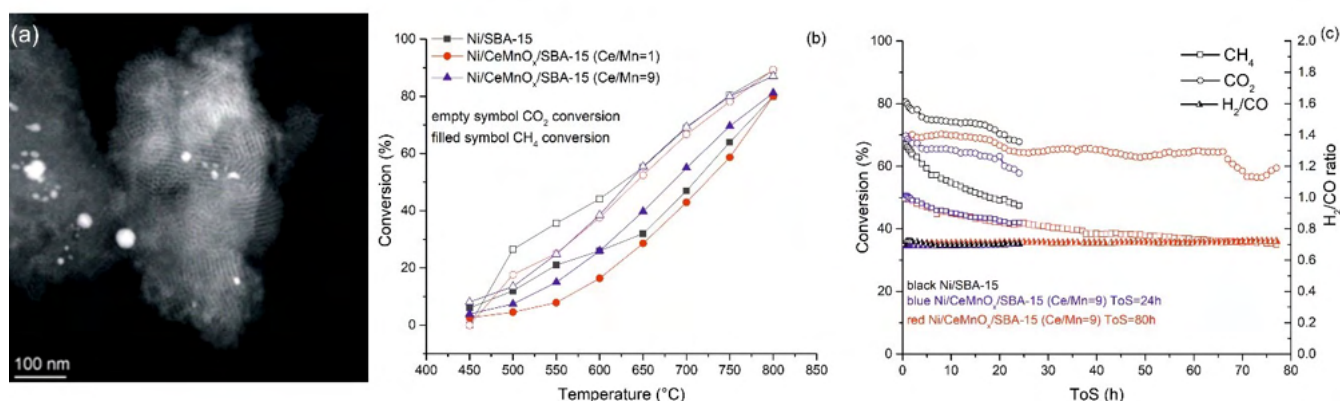 (a)
100 nm
Ni/SBA-15
Ni/CeMnOₓ/SBA-15 (Ce/Mn=1)
Ni/CeMnOₓ/SBA-15 (Ce/Mn=9)
(b)
empty symbol CO₂ conversion
filled symbol CH₄ conversion
Conversion (%)
100
80
60
40
20
0
400 450 500 550 600 650 700 750 800 850
Temperature (°C)
(c)
CH₄
CO₂
H₂/CO
Conversion (%)
100
80
60
40
20
H₂/CO ratio
2.0
1.8
1.6
1.4
1.2
1.0
0.8
0.6
0.4
0.2
0.0
black Ni/SBA-15
blue Ni/CeMnOₓ/SBA-15 (Ce/Mn=9) ToS=24h
red Ni/CeMnOₓ/SBA-15 (Ce/Mn=9) ToS=80h
0 10 20 30 40 50 60 70 80
ToS (h)